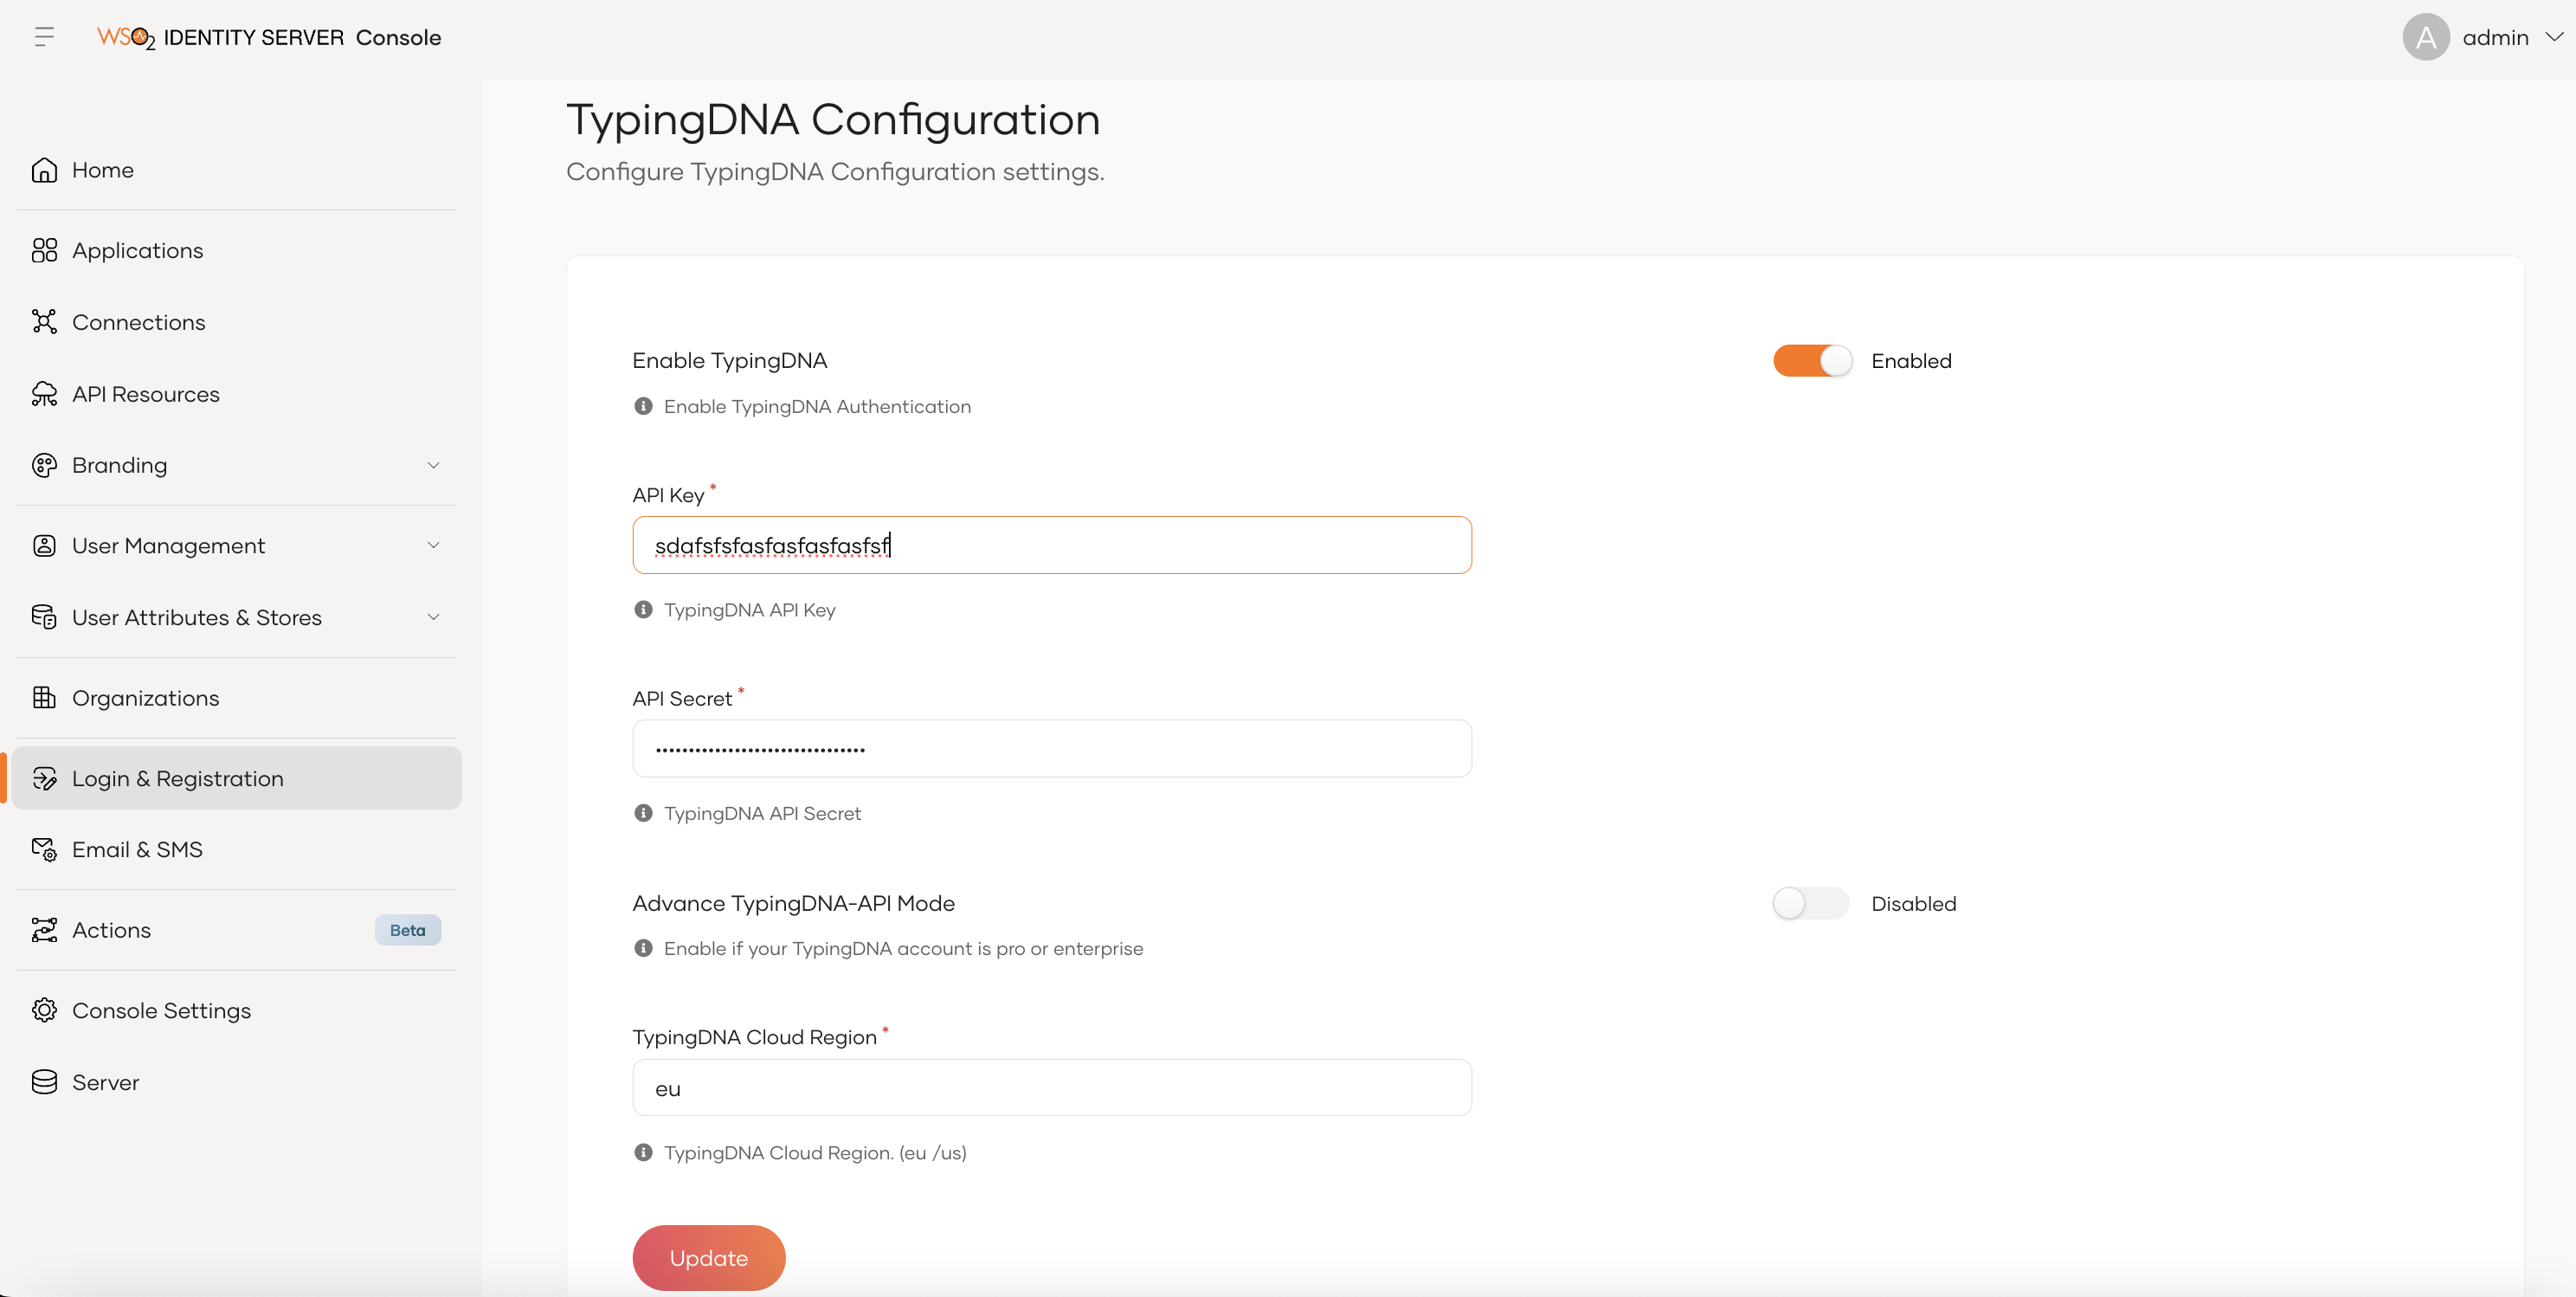 WSO2 IDENTITY SERVER Console
A admin
Home
Applications
Connections
API Resources
Branding
User Management
User Attributes & Stores
Organizations
Login & Registration
Email & SMS
Actions Beta
Console Settings
Server
TypingDNA Configuration
Configure TypingDNA Configuration settings.
Enable TypingDNA Enabled
Enable TypingDNA Authentication
API Key *
sdafsfsfasfasfasfasfsf
TypingDNA API Key
API Secret *
••••••••••••••••••••••••••••••••
TypingDNA API Secret
Advance TypingDNA-API Mode Disabled
Enable if your TypingDNA account is pro or enterprise
TypingDNA Cloud Region *
eu
TypingDNA Cloud Region. (eu /us)
Update